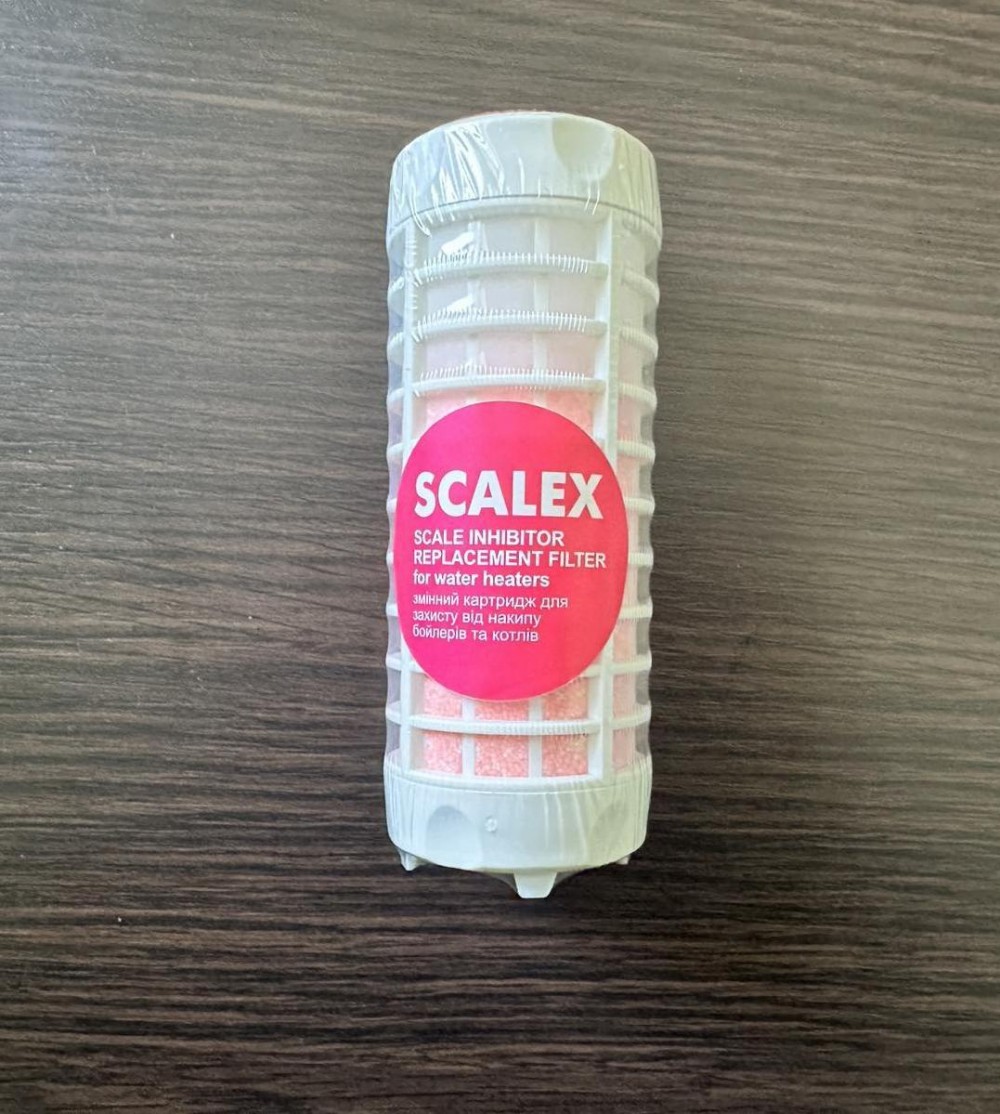 SCALEX
SCALE INHIBITOR
REPLACEMENT FILTER
for water heaters
змінний картридж для
захисту від накипу
бойлерів та котлів